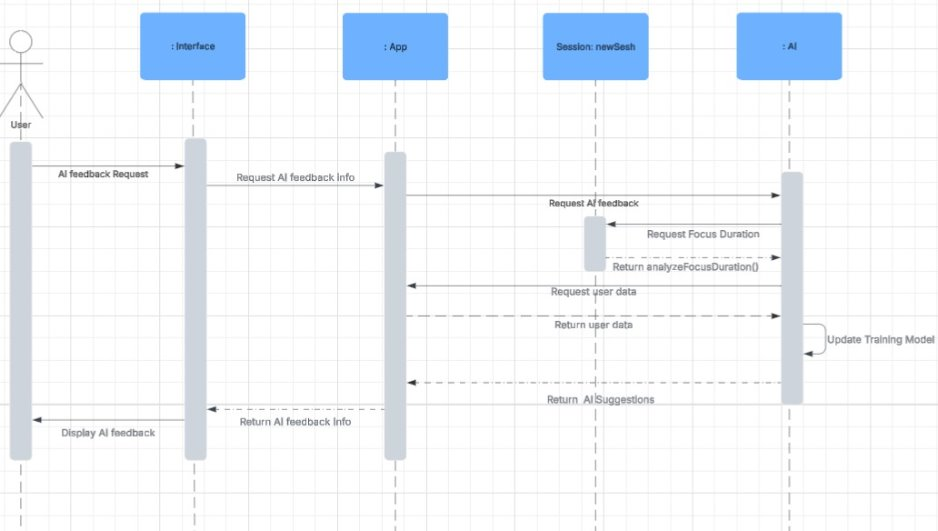 : Interface
: App
Session: newSesh
: AI
User
AI feedback Request
Request AI feedback Info
Request AI feedback
Request Focus Duration
Return analyzeFocusDuration()
Request user data
Return user data
Update Training Model
Return AI Suggestions
Return AI feedback Info
Display AI feedback